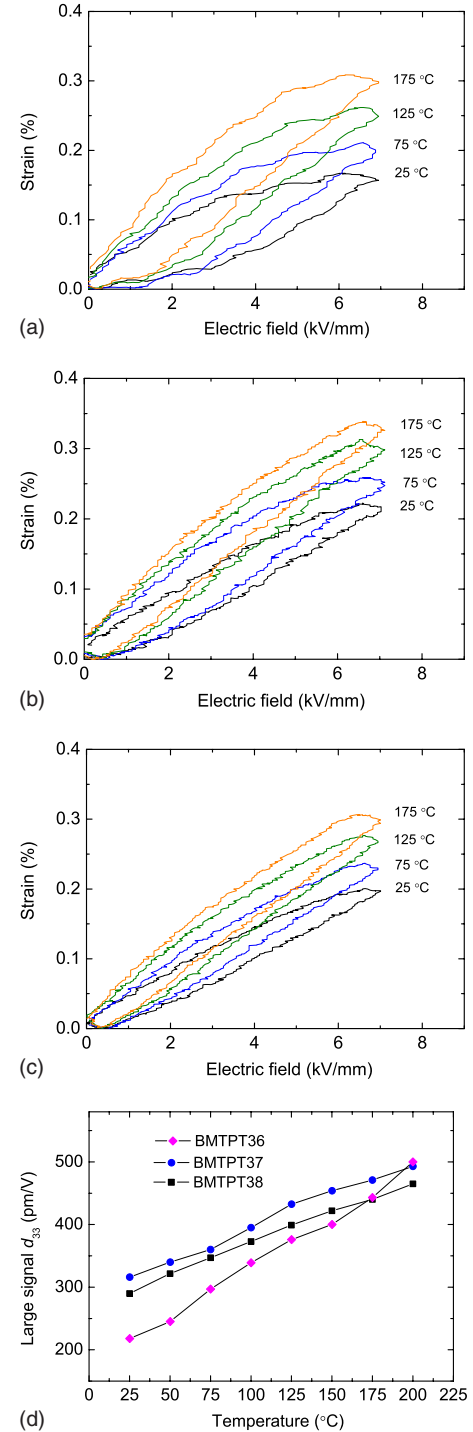 0.4
0.3
0.2
0.1
0.0
Strain (%)
175 °C
125 °C
75 °C
25 °C
0 2 4 6 8
Electric field (kV/mm)
(a)
0.4
0.3
0.2
0.1
0.0
Strain (%)
175 °C
125 °C
75 °C
25 °C
0 2 4 6 8
Electric field (kV/mm)
(b)
0.4
0.3
0.2
0.1
0.0
Strain (%)
175 °C
125 °C
75 °C
25 °C
0 2 4 6 8
Electric field (kV/mm)
(c)
500
400
300
200
Large signal d33 (pm/V)
BMTPT36
BMTPT37
BMTPT38
0 25 50 75 100 125 150 175 200 225
Temperature (°C)
(d)